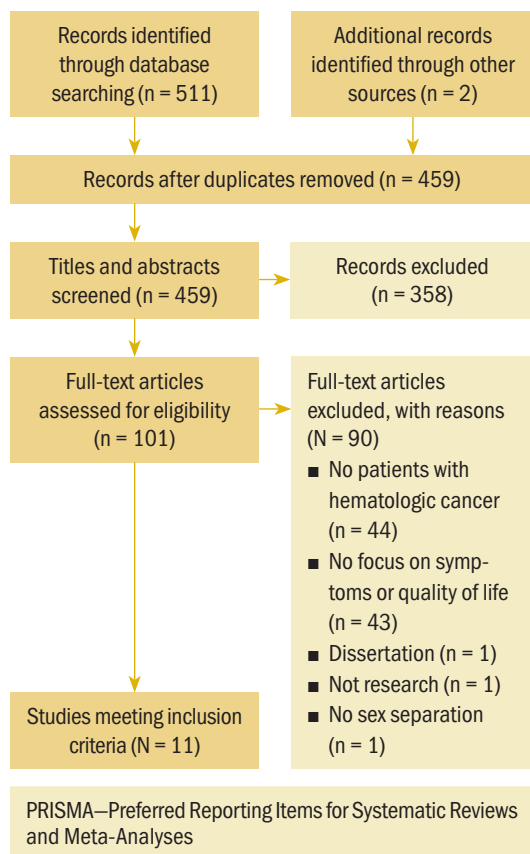 Records identified
through database
searching (n = 511)
Additional records
identified through other
sources (n = 2)
Records after duplicates removed (n = 459)
Titles and abstracts
screened (n = 459)
Records excluded
(n = 358)
Full-text articles
assessed for eligibility
(n = 101)
Full-text articles
excluded, with reasons
(N = 90)
■ No patients with
hematologic cancer
(n = 44)
■ No focus on symp-
toms or quality of life
(n = 43)
■ Dissertation (n = 1)
■ Not research (n = 1)
■ No sex separation
(n = 1)
Studies meeting inclusion
criteria (N = 11)
PRISMA—Preferred Reporting Items for Systematic Reviews
and Meta-Analyses